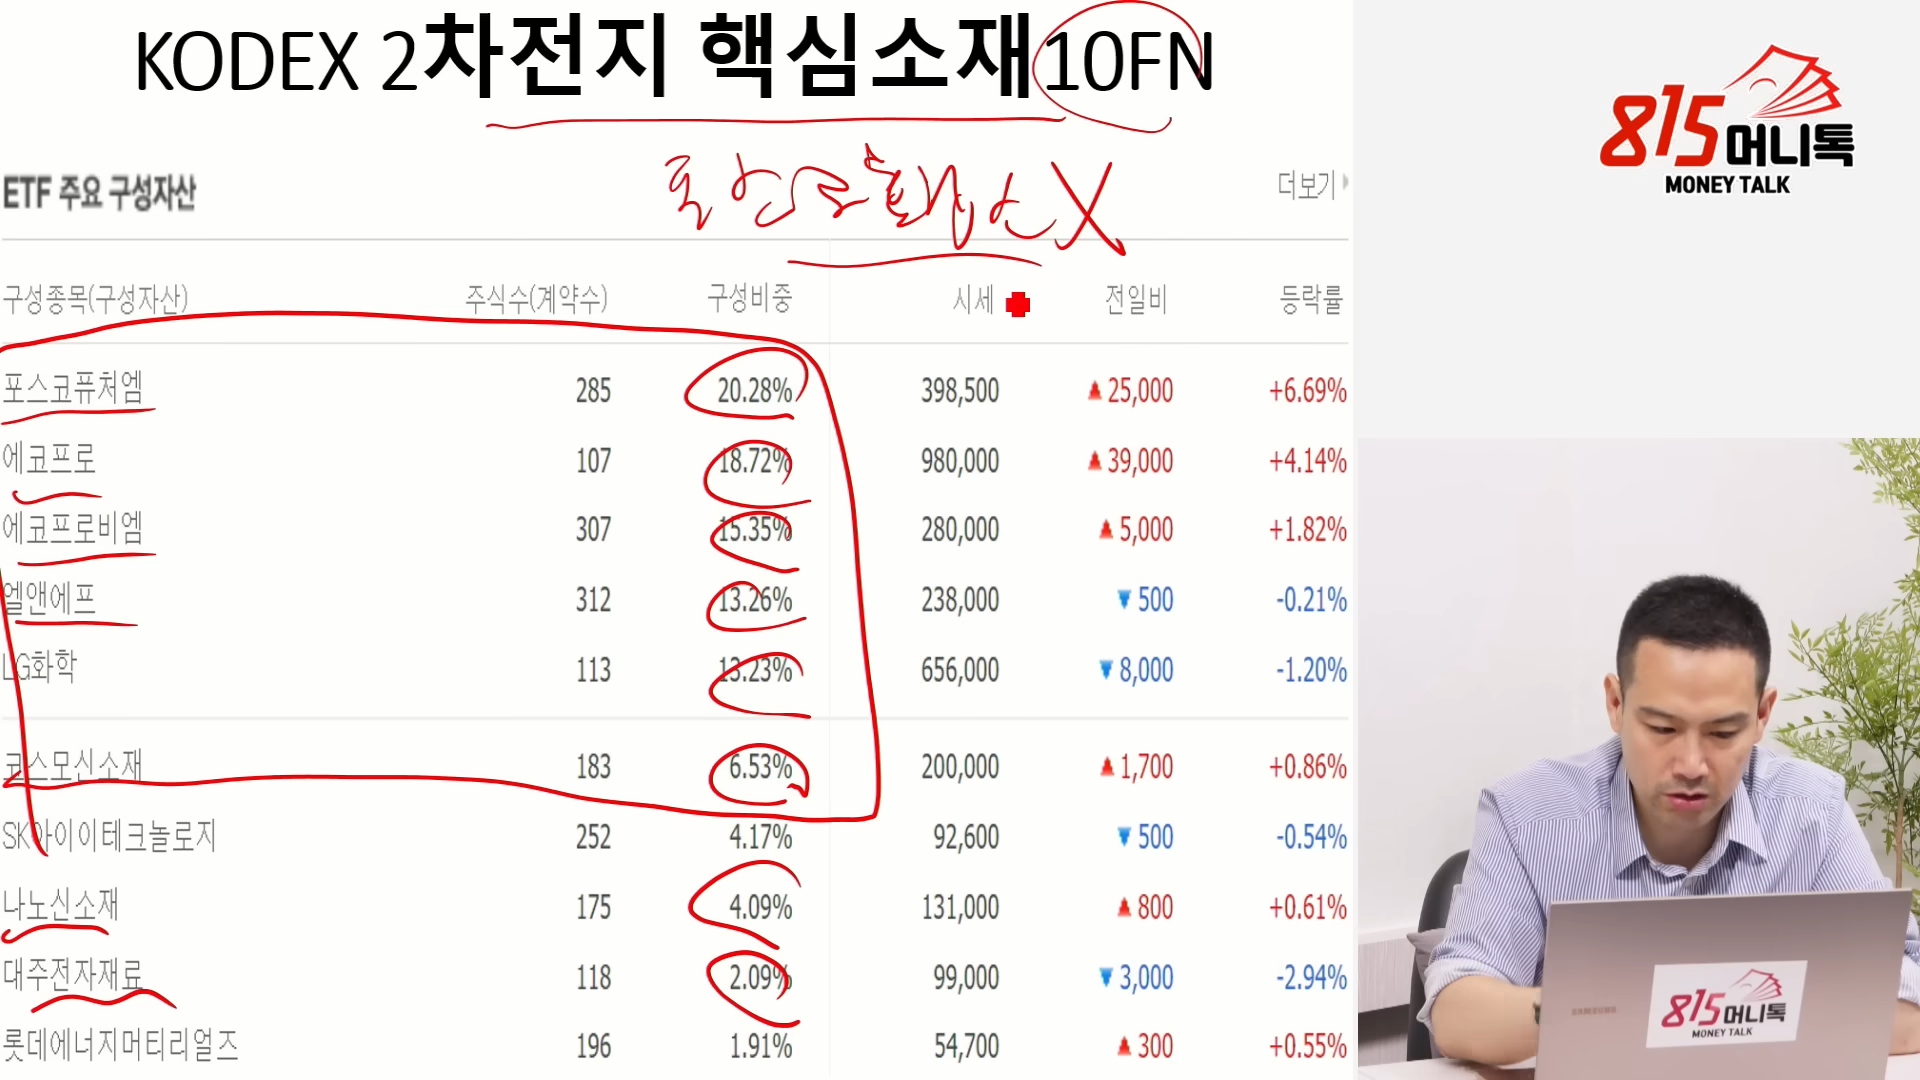 KODEX 2차전지 핵심소재10FN
815머니톡
MONEY TALK
ETF 주요 구성자산 더보기
구성종목(구성자산) 주식수(계약수) 구성비중 시세 전일비 등락률
포스코퓨처엠 285 20.28% 398,500 ▲ 25,000 +6.69%
에코프로 107 18.72% 980,000 ▲ 39,000 +4.14%
에코프로비엠 307 15.35% 280,000 ▲ 5,000 +1.82%
엘앤에프 312 13.26% 238,000 ▼ 500 -0.21%
LG화학 113 13.23% 656,000 ▼ 8,000 -1.20%
코스모신소재 183 6.53% 200,000 ▲ 1,700 +0.86%
SK아이이테크놀로지 252 4.17% 92,600 ▼ 500 -0.54%
나노신소재 175 4.09% 131,000 ▲ 800 +0.61%
대주전자재료 118 2.09% 99,000 ▼ 3,000 -2.94%
롯데에너지머티리얼즈 196 1.91% 54,700 ▲ 300 +0.55%
SAMSUNG
815머니톡
MONEY TALK